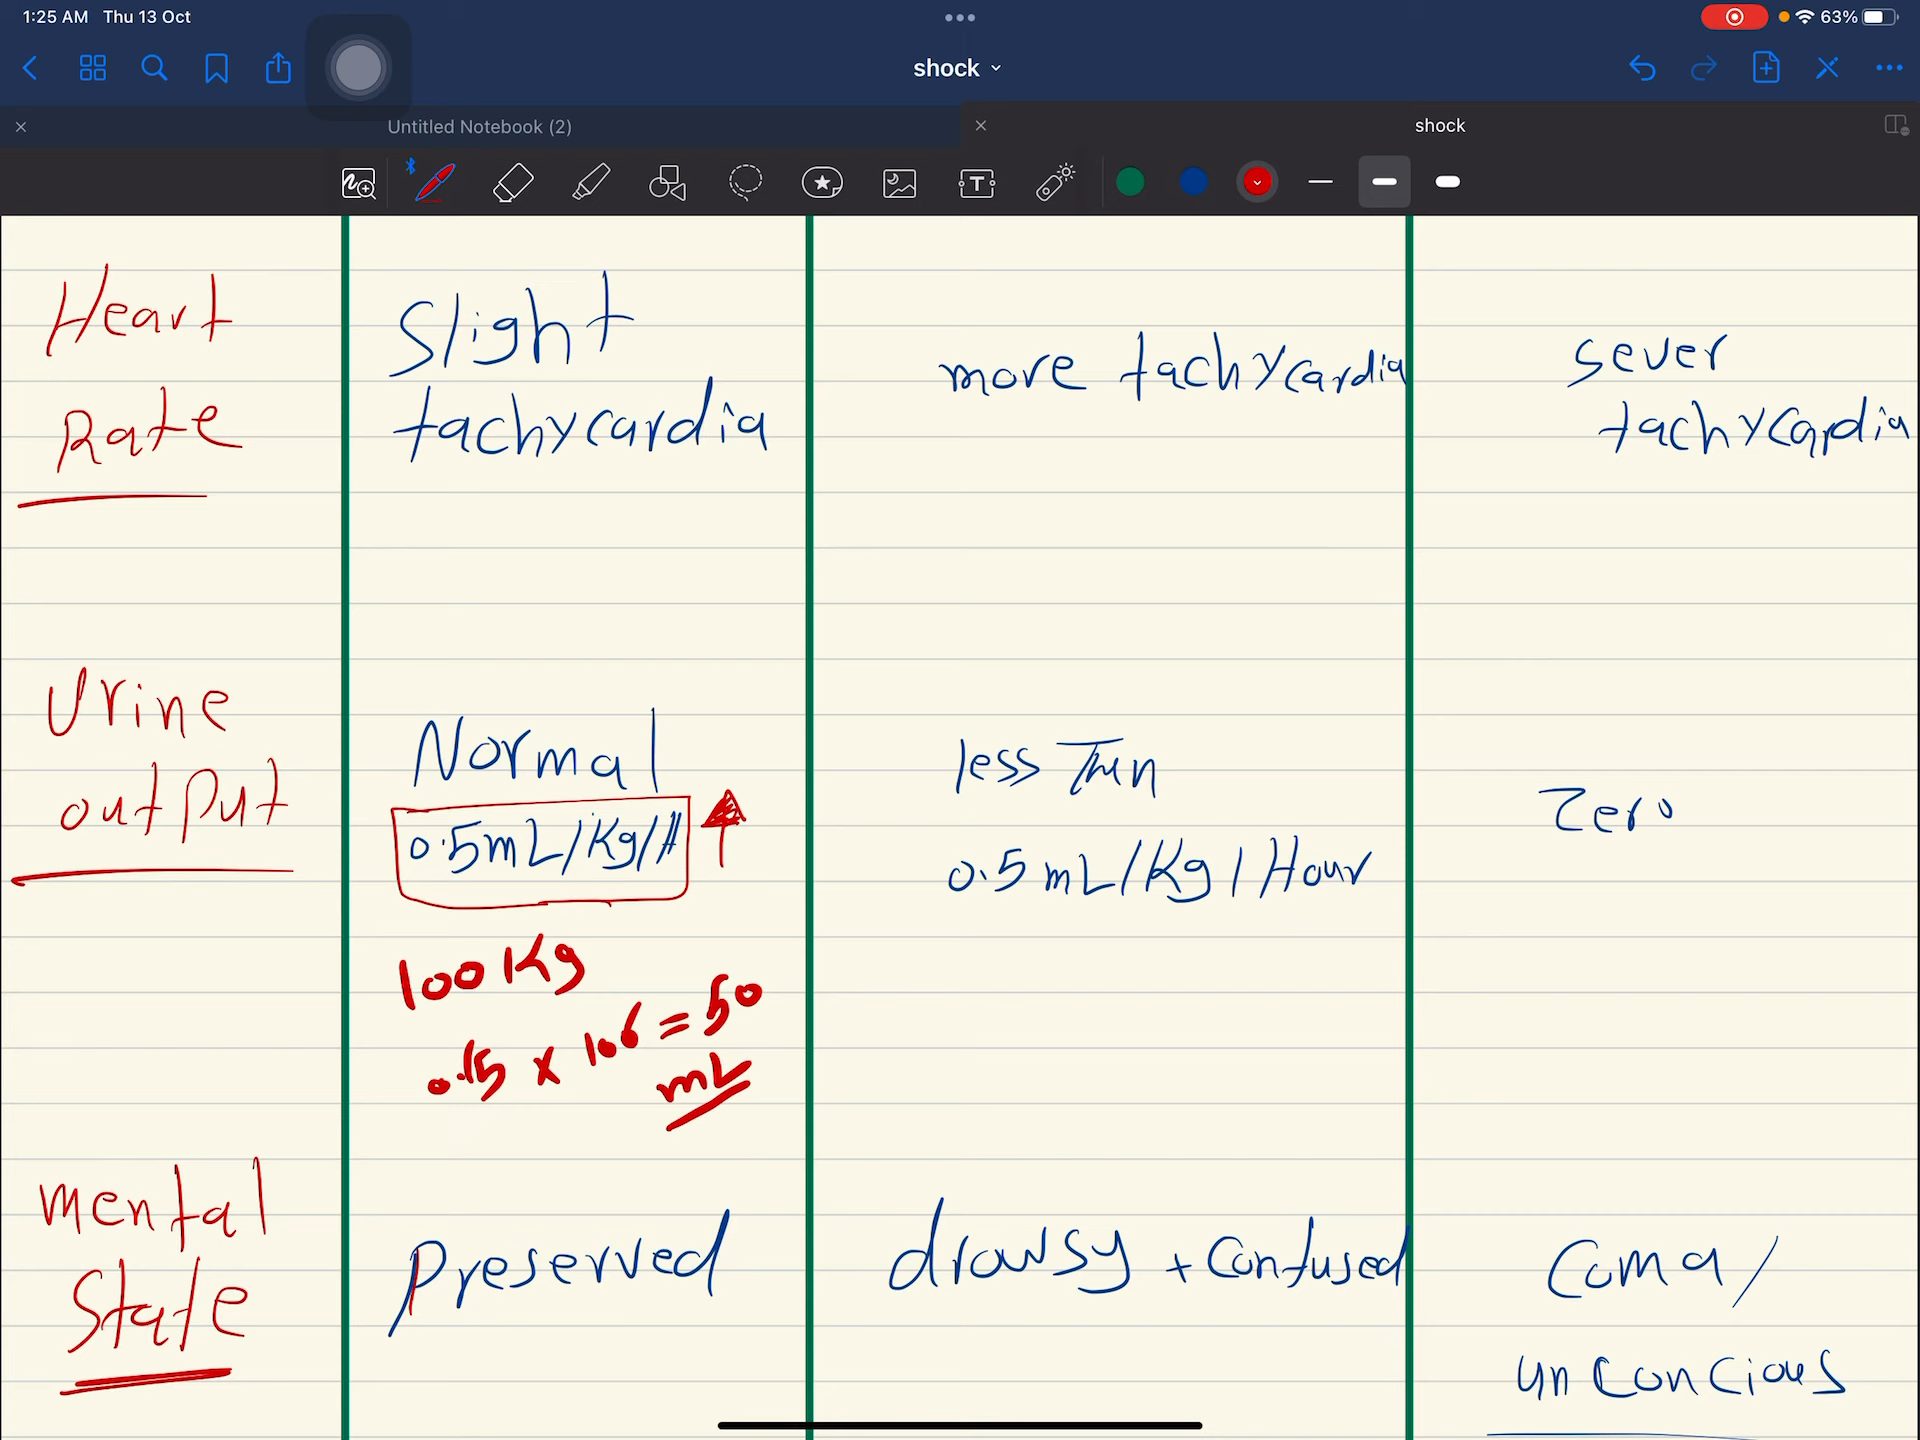 1:25 AM Thu 13 Oct
63%
shock
Untitled Notebook (2)
shock
Heart
Rate
Slight
tachycardia
more tachycardia
sever
tachycardia
Urine
output
Normal
0.5mL/Kg/H
less Than
0.5 mL/Kg/Hour
Zero
100 Kg
0.5 x 100 = 50
mL
mental
State
Preserved
drowsy + Confused
Coma/
unconcious